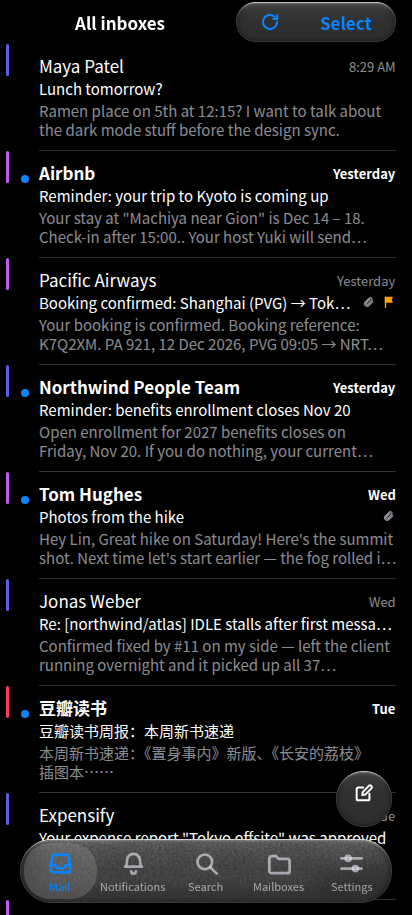 All inboxes
Select
Maya Patel 8:29 AM
Lunch tomorrow?
Ramen place on 5th at 12:15? I want to talk about
the dark mode stuff before the design sync.
Airbnb Yesterday
Reminder: your trip to Kyoto is coming up
Your stay at "Machiya near Gion" is Dec 14 – 18.
Check-in after 15:00.. Your host Yuki will send…
Pacific Airways Yesterday
Booking confirmed: Shanghai (PVG) → Tok…
Your booking is confirmed. Booking reference:
K7Q2XM. PA 921, 12 Dec 2026, PVG 09:05 → NRT…
Northwind People Team Yesterday
Reminder: benefits enrollment closes Nov 20
Open enrollment for 2027 benefits closes on
Friday, Nov 20. If you do nothing, your current…
Tom Hughes Wed
Photos from the hike
Hey Lin, Great hike on Saturday! Here's the summit
shot. Next time let's start earlier — the fog rolled i…
Jonas Weber Wed
Re: [northwind/atlas] IDLE stalls after first messa…
Confirmed fixed by #11 on my side — left the client
running overnight and it picked up all 37…
豆瓣读书 Tue
豆瓣读书周报：本周新书速递
本周新书速递：《置身事内》新版、《长安的荔枝》
插图本……
Expensify
Your expense report "Tokyo offsite" was approved
Mail
Notifications
Search
Mailboxes
Settings